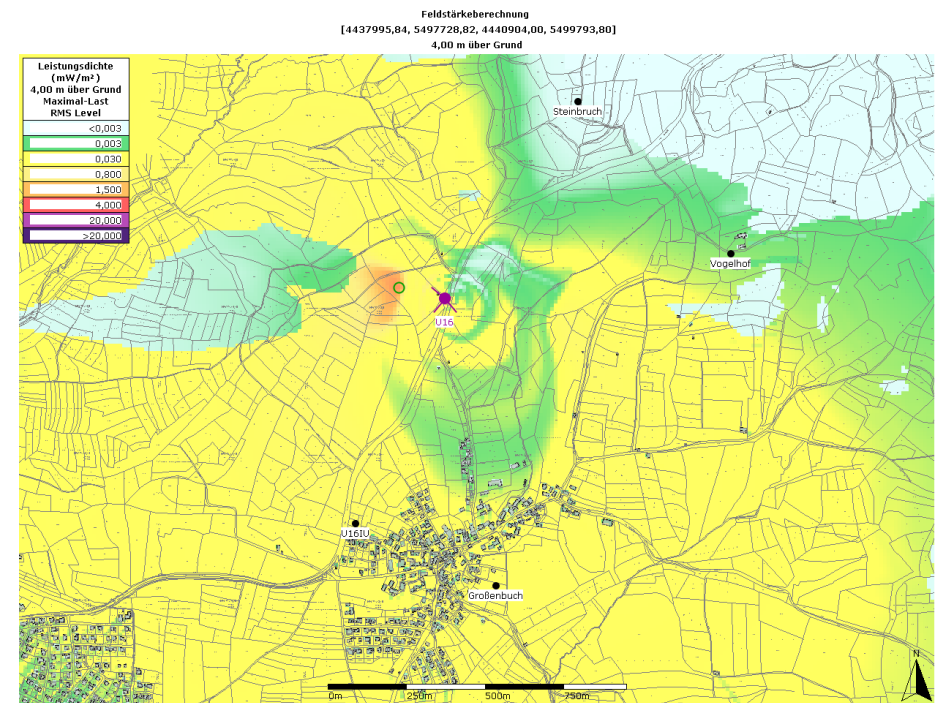 Feldstärkeberechnung
[4437995,84, 5497728,82, 4440904,00, 5499793,80]
4,00 m über Grund
Leistungsdichte
(mW/m²)
4,00 m über Grund
Maximal-Last
RMS Level
<0,003
0,003
0,030
0,800
1,500
4,000
20,000
>20,000
Steinbruch
Vogelhof
U16
U16IU
Großenbuch
N
0m
250m
500m
750m